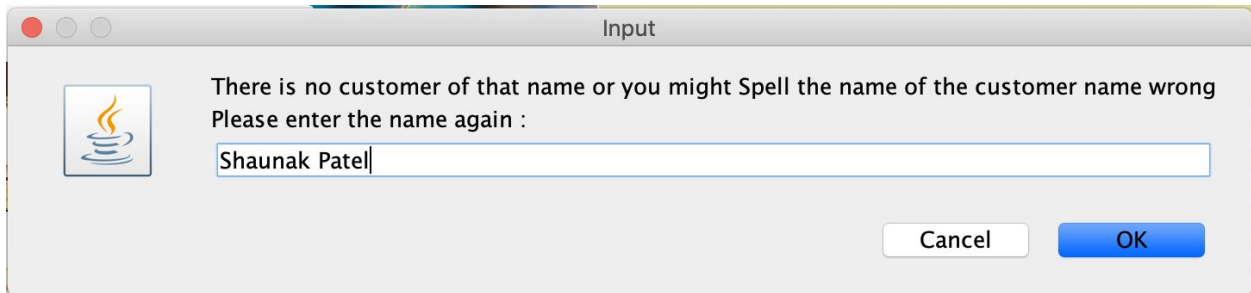 Input
There is no customer of that name or you might Spell the name of the customer name wrong
Please enter the name again :
Shaunak Patel
Cancel
OK